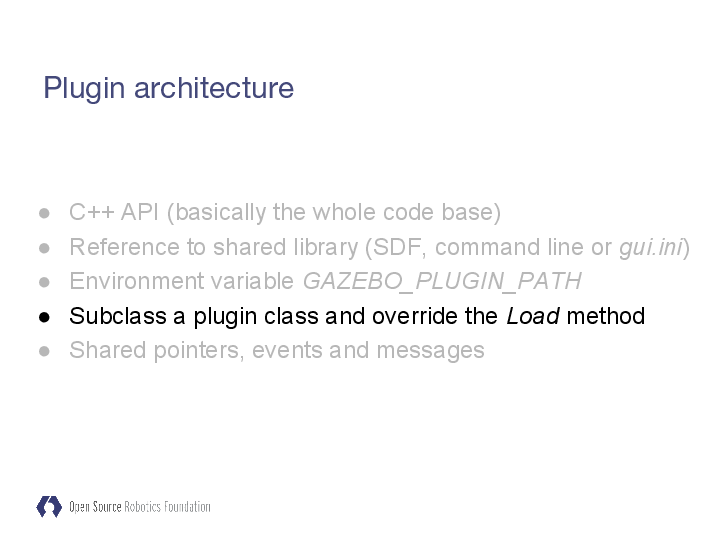 Plugin architecture
● C++ API (basically the whole code base)
● Reference to shared library (SDF, command line or gui.ini)
● Environment variable GAZEBO_PLUGIN_PATH
● Subclass a plugin class and override the Load method
● Shared pointers, events and messages
Open Source Robotics Foundation